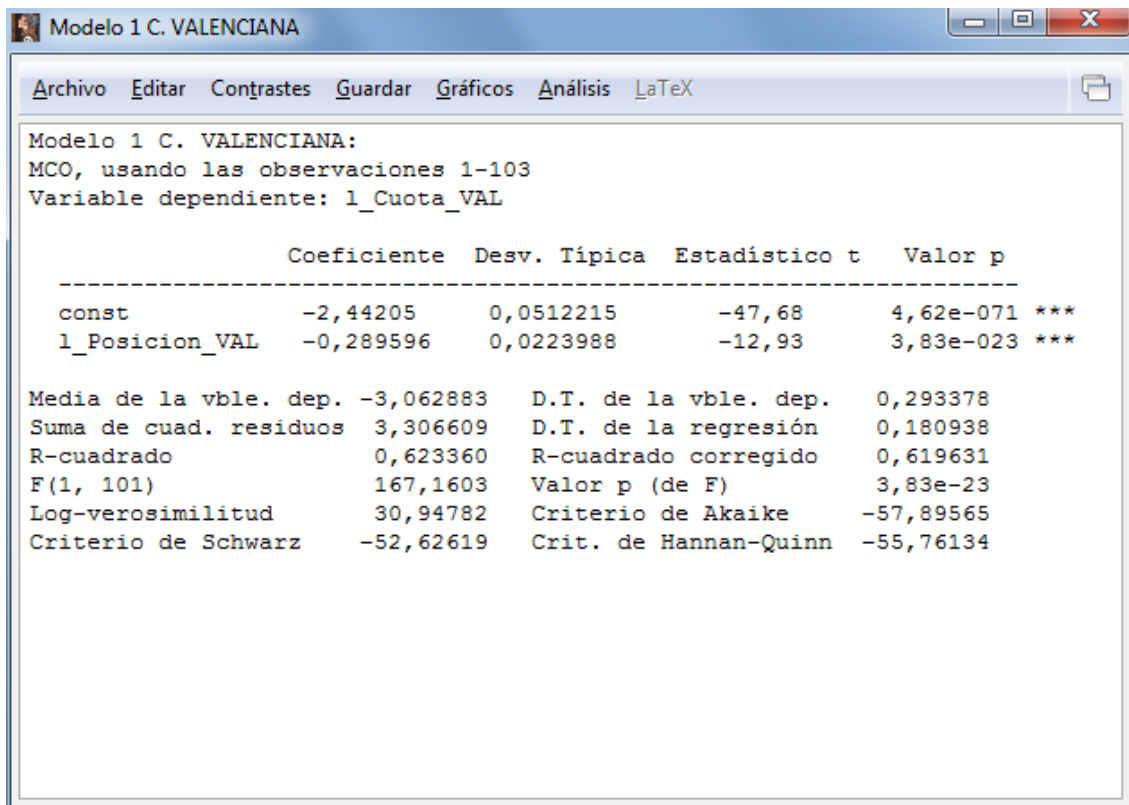 Modelo 1 C. VALENCIANA
Archivo Editar Contrastes Guardar Gráficos Análisis LaTeX
Modelo 1 C. VALENCIANA:
MCO, usando las observaciones 1-103
Variable dependiente: l_Cuota_VAL
Coeficiente Desv. Típica Estadístico t Valor p
----------------------------------------------------------------
const -2,44205 0,0512215 -47,68 4,62e-071 ***
l_Posicion_VAL -0,289596 0,0223988 -12,93 3,83e-023 ***
Media de la vble. dep. -3,062883 D.T. de la vble. dep. 0,293378
Suma de cuad. residuos 3,306609 D.T. de la regresión 0,180938
R-cuadrado 0,623360 R-cuadrado corregido 0,619631
F(1, 101) 167,1603 Valor p (de F) 3,83e-23
Log-verosimilitud 30,94782 Criterio de Akaike -57,89565
Criterio de Schwarz -52,62619 Crit. de Hannan-Quinn -55,76134